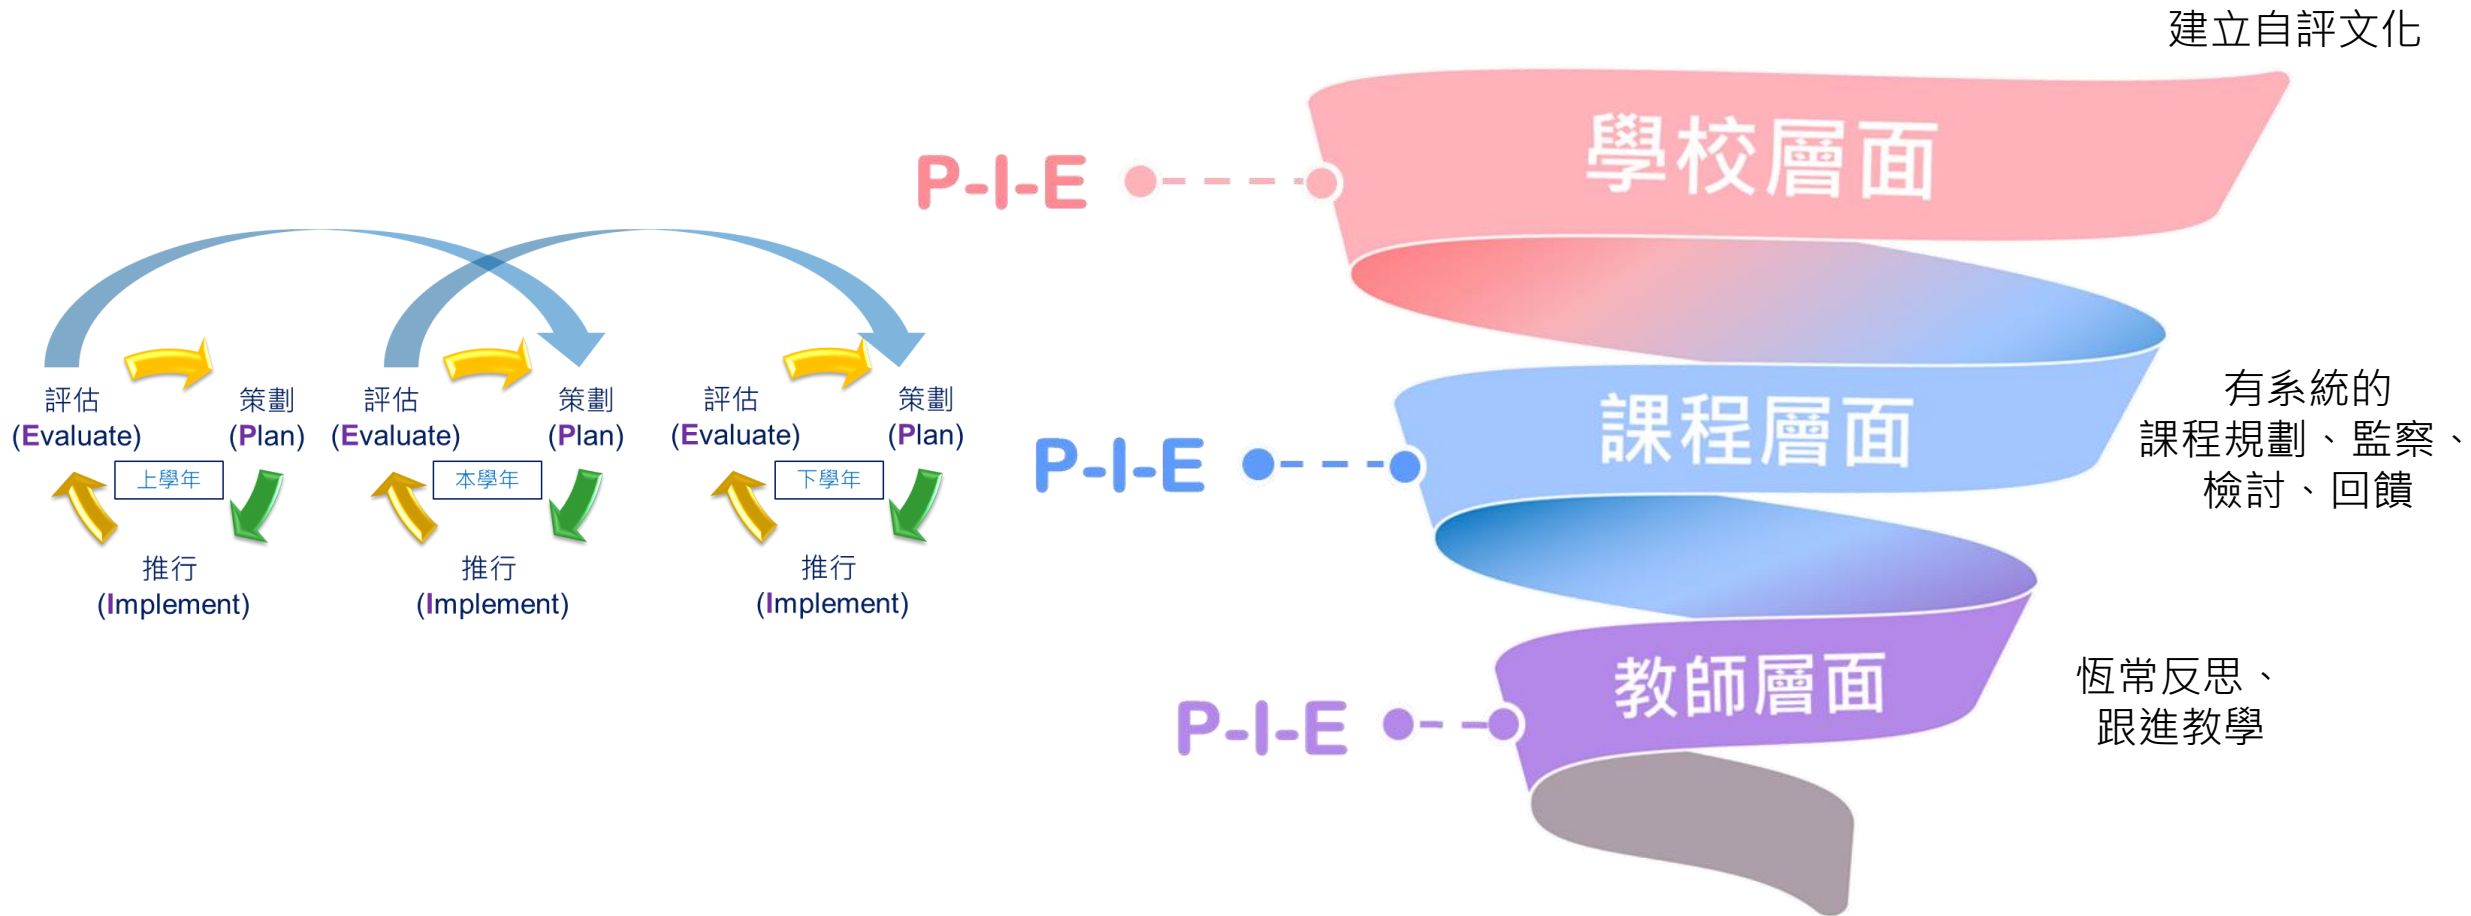 建立自評文化
學校層面
P-I-E
評估
(Evaluate)
策劃
(Plan)
上學年
推行
(Implement)
評估
(Evaluate)
策劃
(Plan)
本學年
推行
(Implement)
評估
(Evaluate)
策劃
(Plan)
下學年
推行
(Implement)
P-I-E
課程層面
有系統的
課程規劃、監察、
檢討、回饋
P-I-E
教師層面
恆常反思、
跟進教學